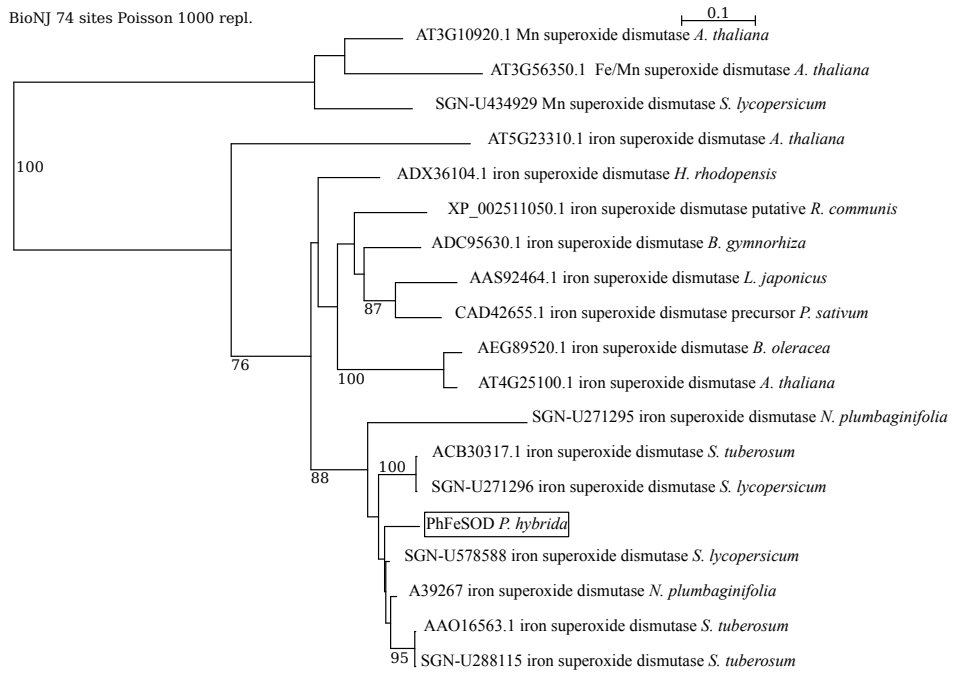 BioNJ 74 sites Poisson 1000 repl.
0.1
AT3G10920.1 Mn superoxide dismutase A. thaliana
AT3G56350.1 Fe/Mn superoxide dismutase A. thaliana
SGN-U434929 Mn superoxide dismutase S. lycopersicum
AT5G23310.1 iron superoxide dismutase A. thaliana
100
ADX36104.1 iron superoxide dismutase H. rhodopensis
XP_002511050.1 iron superoxide dismutase putative R. communis
ADC95630.1 iron superoxide dismutase B. gymnorhiza
AAS92464.1 iron superoxide dismutase L. japonicus
87
CAD42655.1 iron superoxide dismutase precursor P. sativum
AEG89520.1 iron superoxide dismutase B. oleracea
76
100
AT4G25100.1 iron superoxide dismutase A. thaliana
SGN-U271295 iron superoxide dismutase N. plumbaginifolia
ACB30317.1 iron superoxide dismutase S. tuberosum
100
88
SGN-U271296 iron superoxide dismutase S. lycopersicum
PhFeSOD P. hybrida
SGN-U578588 iron superoxide dismutase S. lycopersicum
A39267 iron superoxide dismutase N. plumbaginifolia
AAO16563.1 iron superoxide dismutase S. tuberosum
95
SGN-U288115 iron superoxide dismutase S. tuberosum